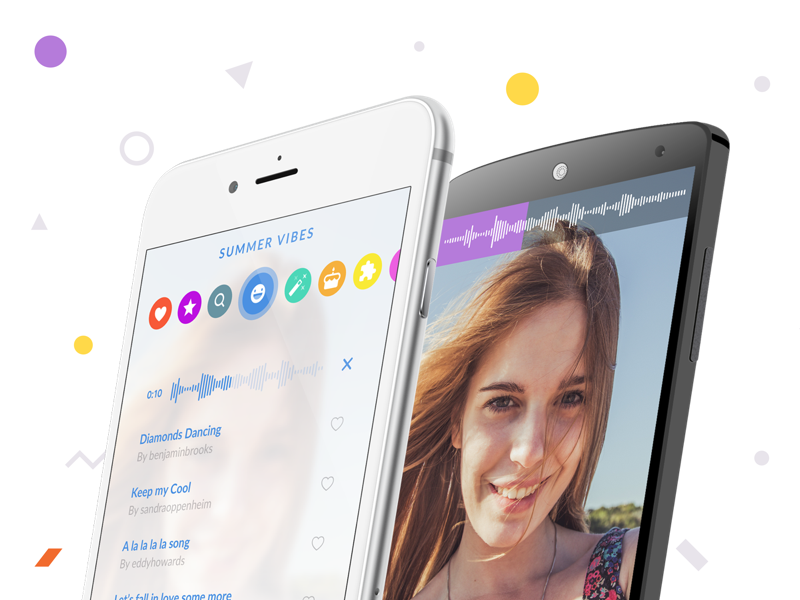 SUMMER VIBES
0:10
Diamonds Dancing
By benjaminbrooks
Keep my Cool
By sandraoppenheim
A la la la la song
By eddyhowards
Let's fall in love some more